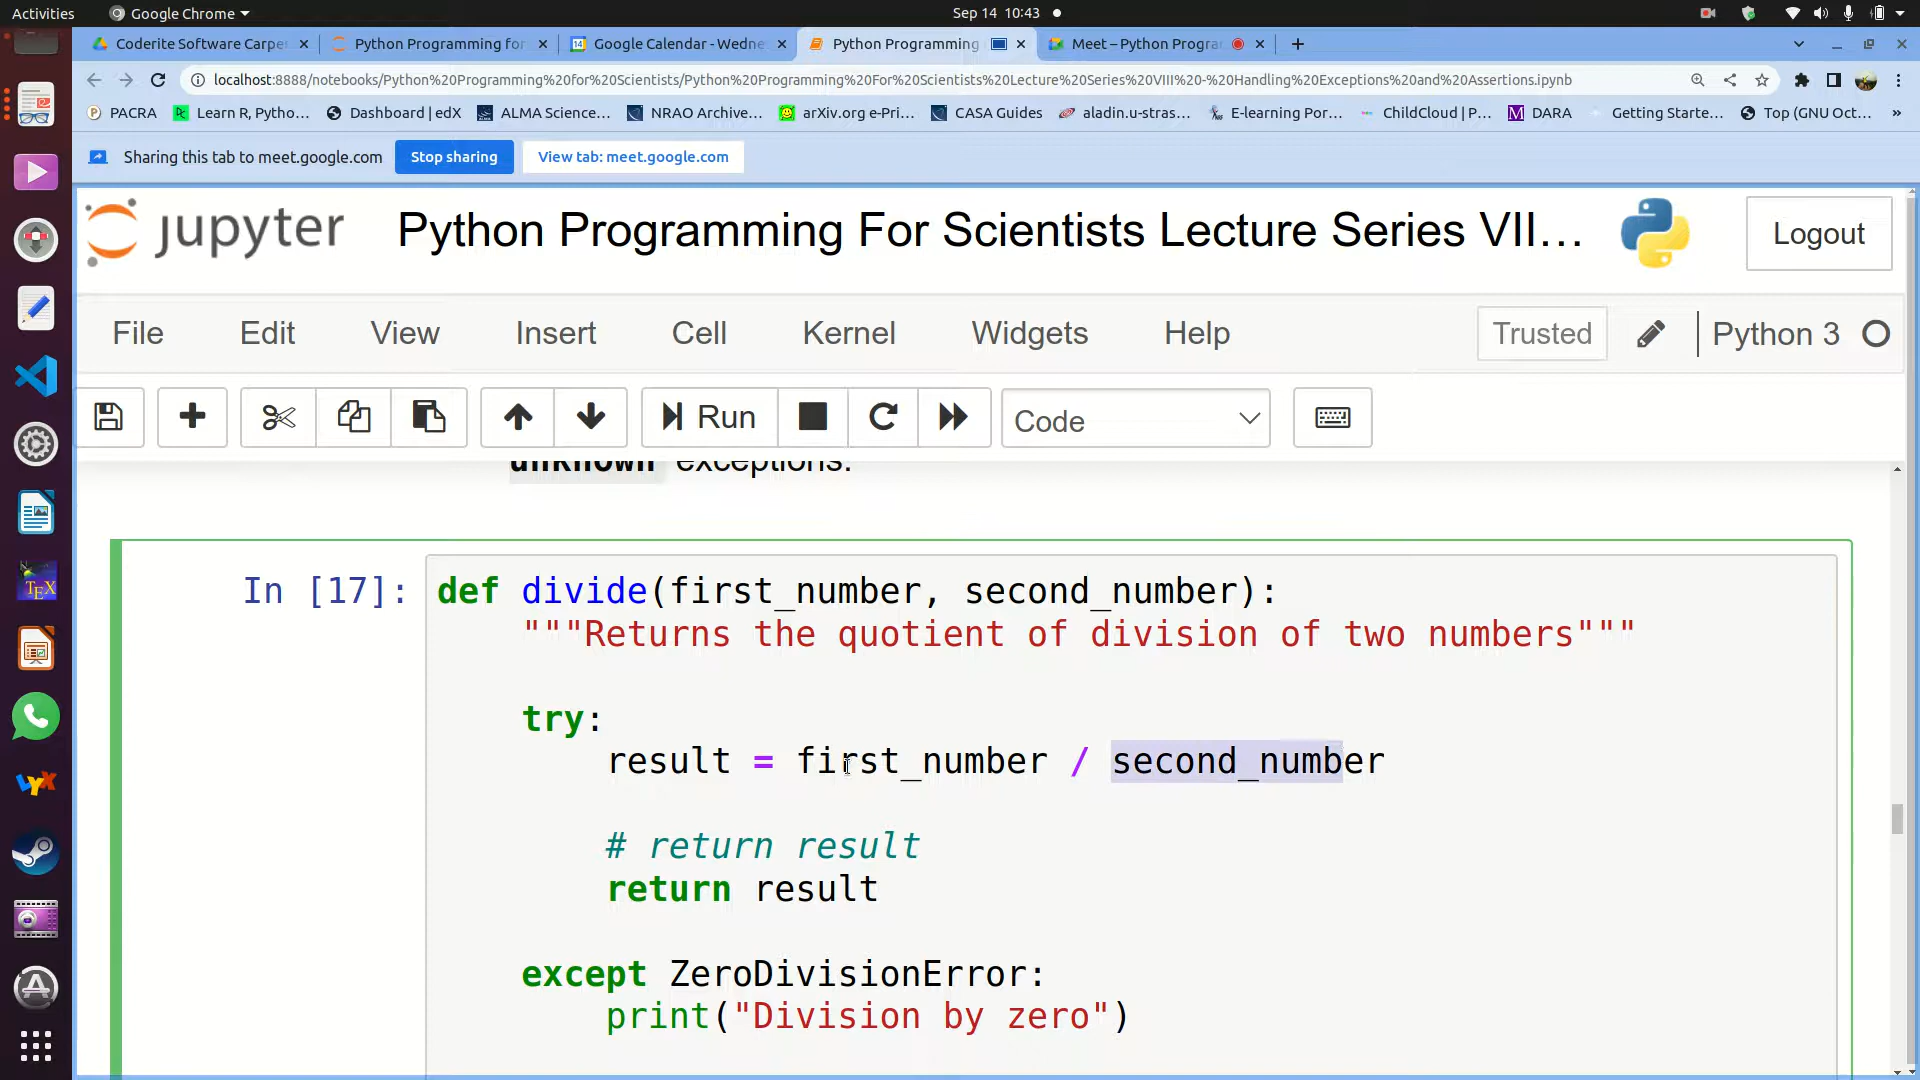 Activities
Google Chrome
Sep 14 10:43
Coderite Software Carpe
Python Programming for
Google Calendar - Wedne
Python Programming
Meet – Python Progra
localhost:8888/notebooks/Python%20Programming%20for%20Scientists/Python%20Programming%20For%20Scientists%20Lecture%20Series%20VIII%20-%20Handling%20Exceptions%20and%20Assertions.ipynb
PACRA
Learn R, Pytho...
Dashboard | edX
ALMA Science...
NRAO Archive...
arXiv.org e-Pri...
CASA Guides
aladin.u-stras...
E-learning Por...
ChildCloud | P...
DARA
Getting Starte...
Top (GNU Oct...
Sharing this tab to meet.google.com
Stop sharing
View tab: meet.google.com
jupyter
Python Programming For Scientists Lecture Series VII...
Logout
File
Edit
View
Insert
Cell
Kernel
Widgets
Help
Trusted
Python 3
Run
Code
unknown exceptions.
In [17]:
def divide(first_number, second_number):
"""Returns the quotient of division of two numbers"""
try:
result = first_number / second_number
# return result
return result
except ZeroDivisionError:
print("Division by zero")
TEX